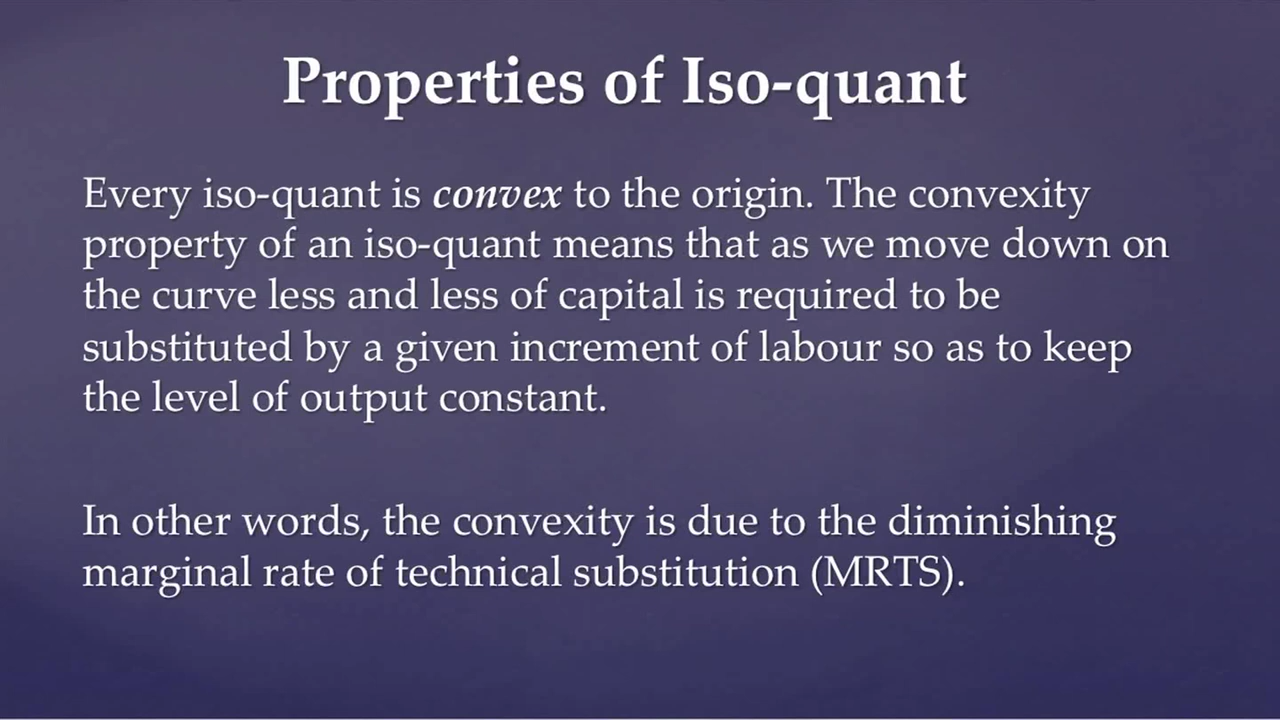 Properties of Iso-quant
Every iso-quant is convex to the origin. The convexity
property of an iso-quant means that as we move down on
the curve less and less of capital is required to be
substituted by a given increment of labour so as to keep
the level of output constant.
In other words, the convexity is due to the diminishing
marginal rate of technical substitution (MRTS).